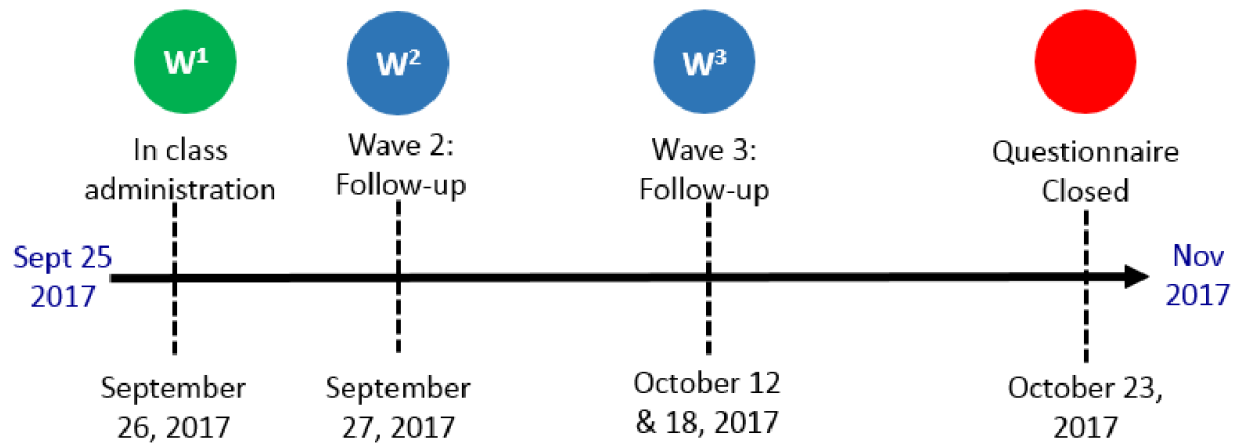 W¹
W²
W³
In class
administration
Wave 2:
Follow-up
Wave 3:
Follow-up
Questionnaire
Closed
Sept 25
2017
Nov
2017
September
26, 2017
September
27, 2017
October 12
& 18, 2017
October 23,
2017